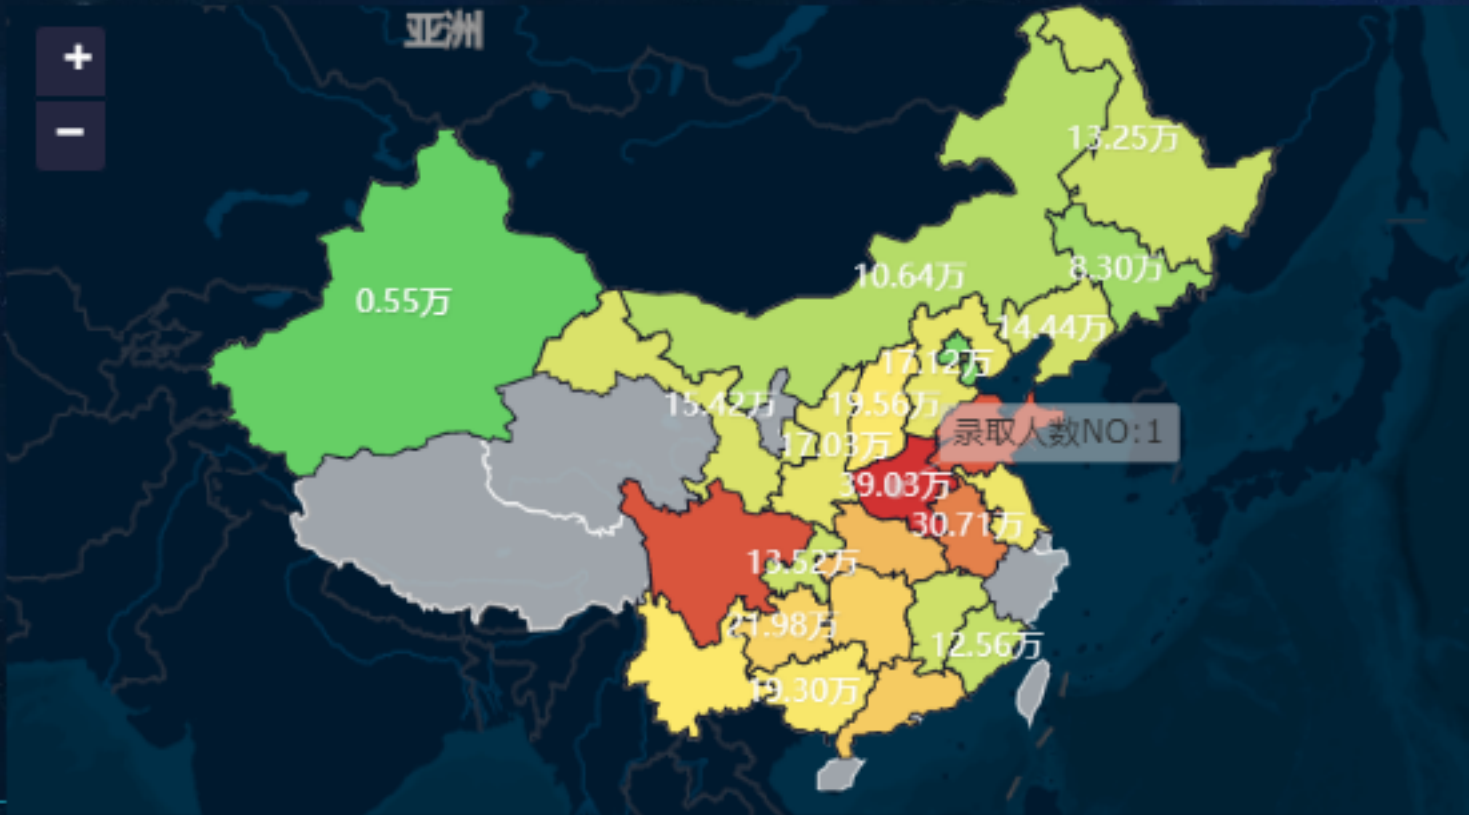 亚洲
+
−
13.25万
8.30万
10.64万
0.55万
14.44万
17.12万
15.42万
19.56万
录取人数NO:1
17.03万
39.03万
30.71万
13.52万
21.98万
12.56万
19.30万